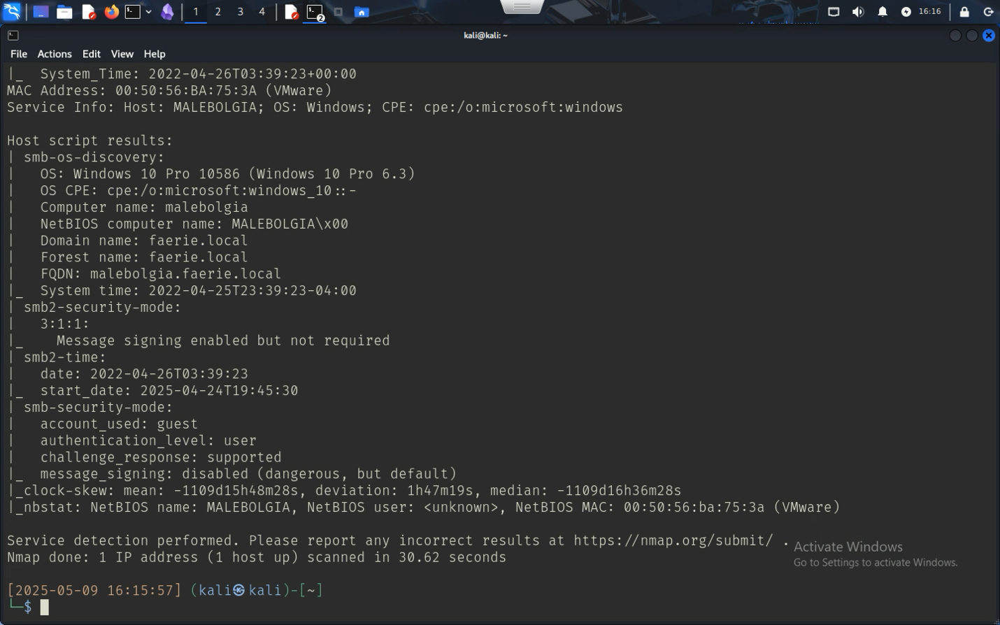 1 2 3 4 2 16:16
kali@kali: ~
File Actions Edit View Help
|_  System_Time: 2022-04-26T03:39:23+00:00
MAC Address: 00:50:56:BA:75:3A (VMware)
Service Info: Host: MALEBOLGIA; OS: Windows; CPE: cpe:/o:microsoft:windows
Host script results:
| smb-os-discovery:
|   OS: Windows 10 Pro 10586 (Windows 10 Pro 6.3)
|   OS CPE: cpe:/o:microsoft:windows_10::-
|   Computer name: malebolgia
|   NetBIOS computer name: MALEBOLGIA\x00
|   Domain name: faerie.local
|   Forest name: faerie.local
|   FQDN: malebolgia.faerie.local
|_  System time: 2022-04-25T23:39:23-04:00
| smb2-security-mode:
|   3:1:1:
|_    Message signing enabled but not required
| smb2-time:
|   date: 2022-04-26T03:39:23
|_  start_date: 2025-04-24T19:45:30
| smb-security-mode:
|   account_used: guest
|   authentication_level: user
|   challenge_response: supported
|_  message_signing: disabled (dangerous, but default)
|_clock-skew: mean: -1109d15h48m28s, deviation: 1h47m19s, median: -1109d16h36m28s
|_nbstat: NetBIOS name: MALEBOLGIA, NetBIOS user: <unknown>, NetBIOS MAC: 00:50:56:ba:75:3a (VMware)
Service detection performed. Please report any incorrect results at https://nmap.org/submit/ .
Nmap done: 1 IP address (1 host up) scanned in 30.62 seconds
Activate Windows
Go to Settings to activate Windows.
[2025-05-09 16:15:57] (kali㉿kali)-[~]
└─$